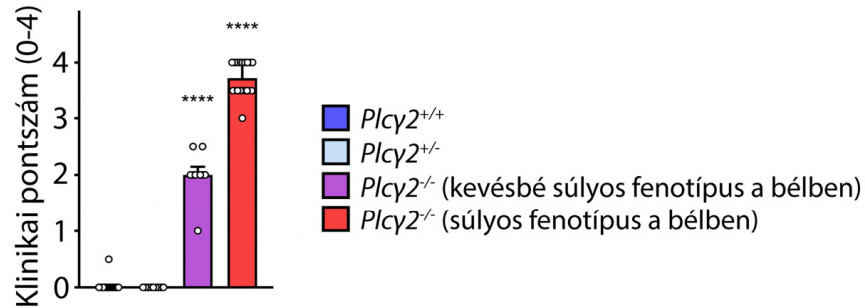 Klinikai pontszám (0-4)
4
3
2
1
0
****
****
Plcγ2+/+
Plcγ2+/-
Plcγ2-/- (kevésbé súlyos fenotípus a bélben)
Plcγ2-/- (súlyos fenotípus a bélben)